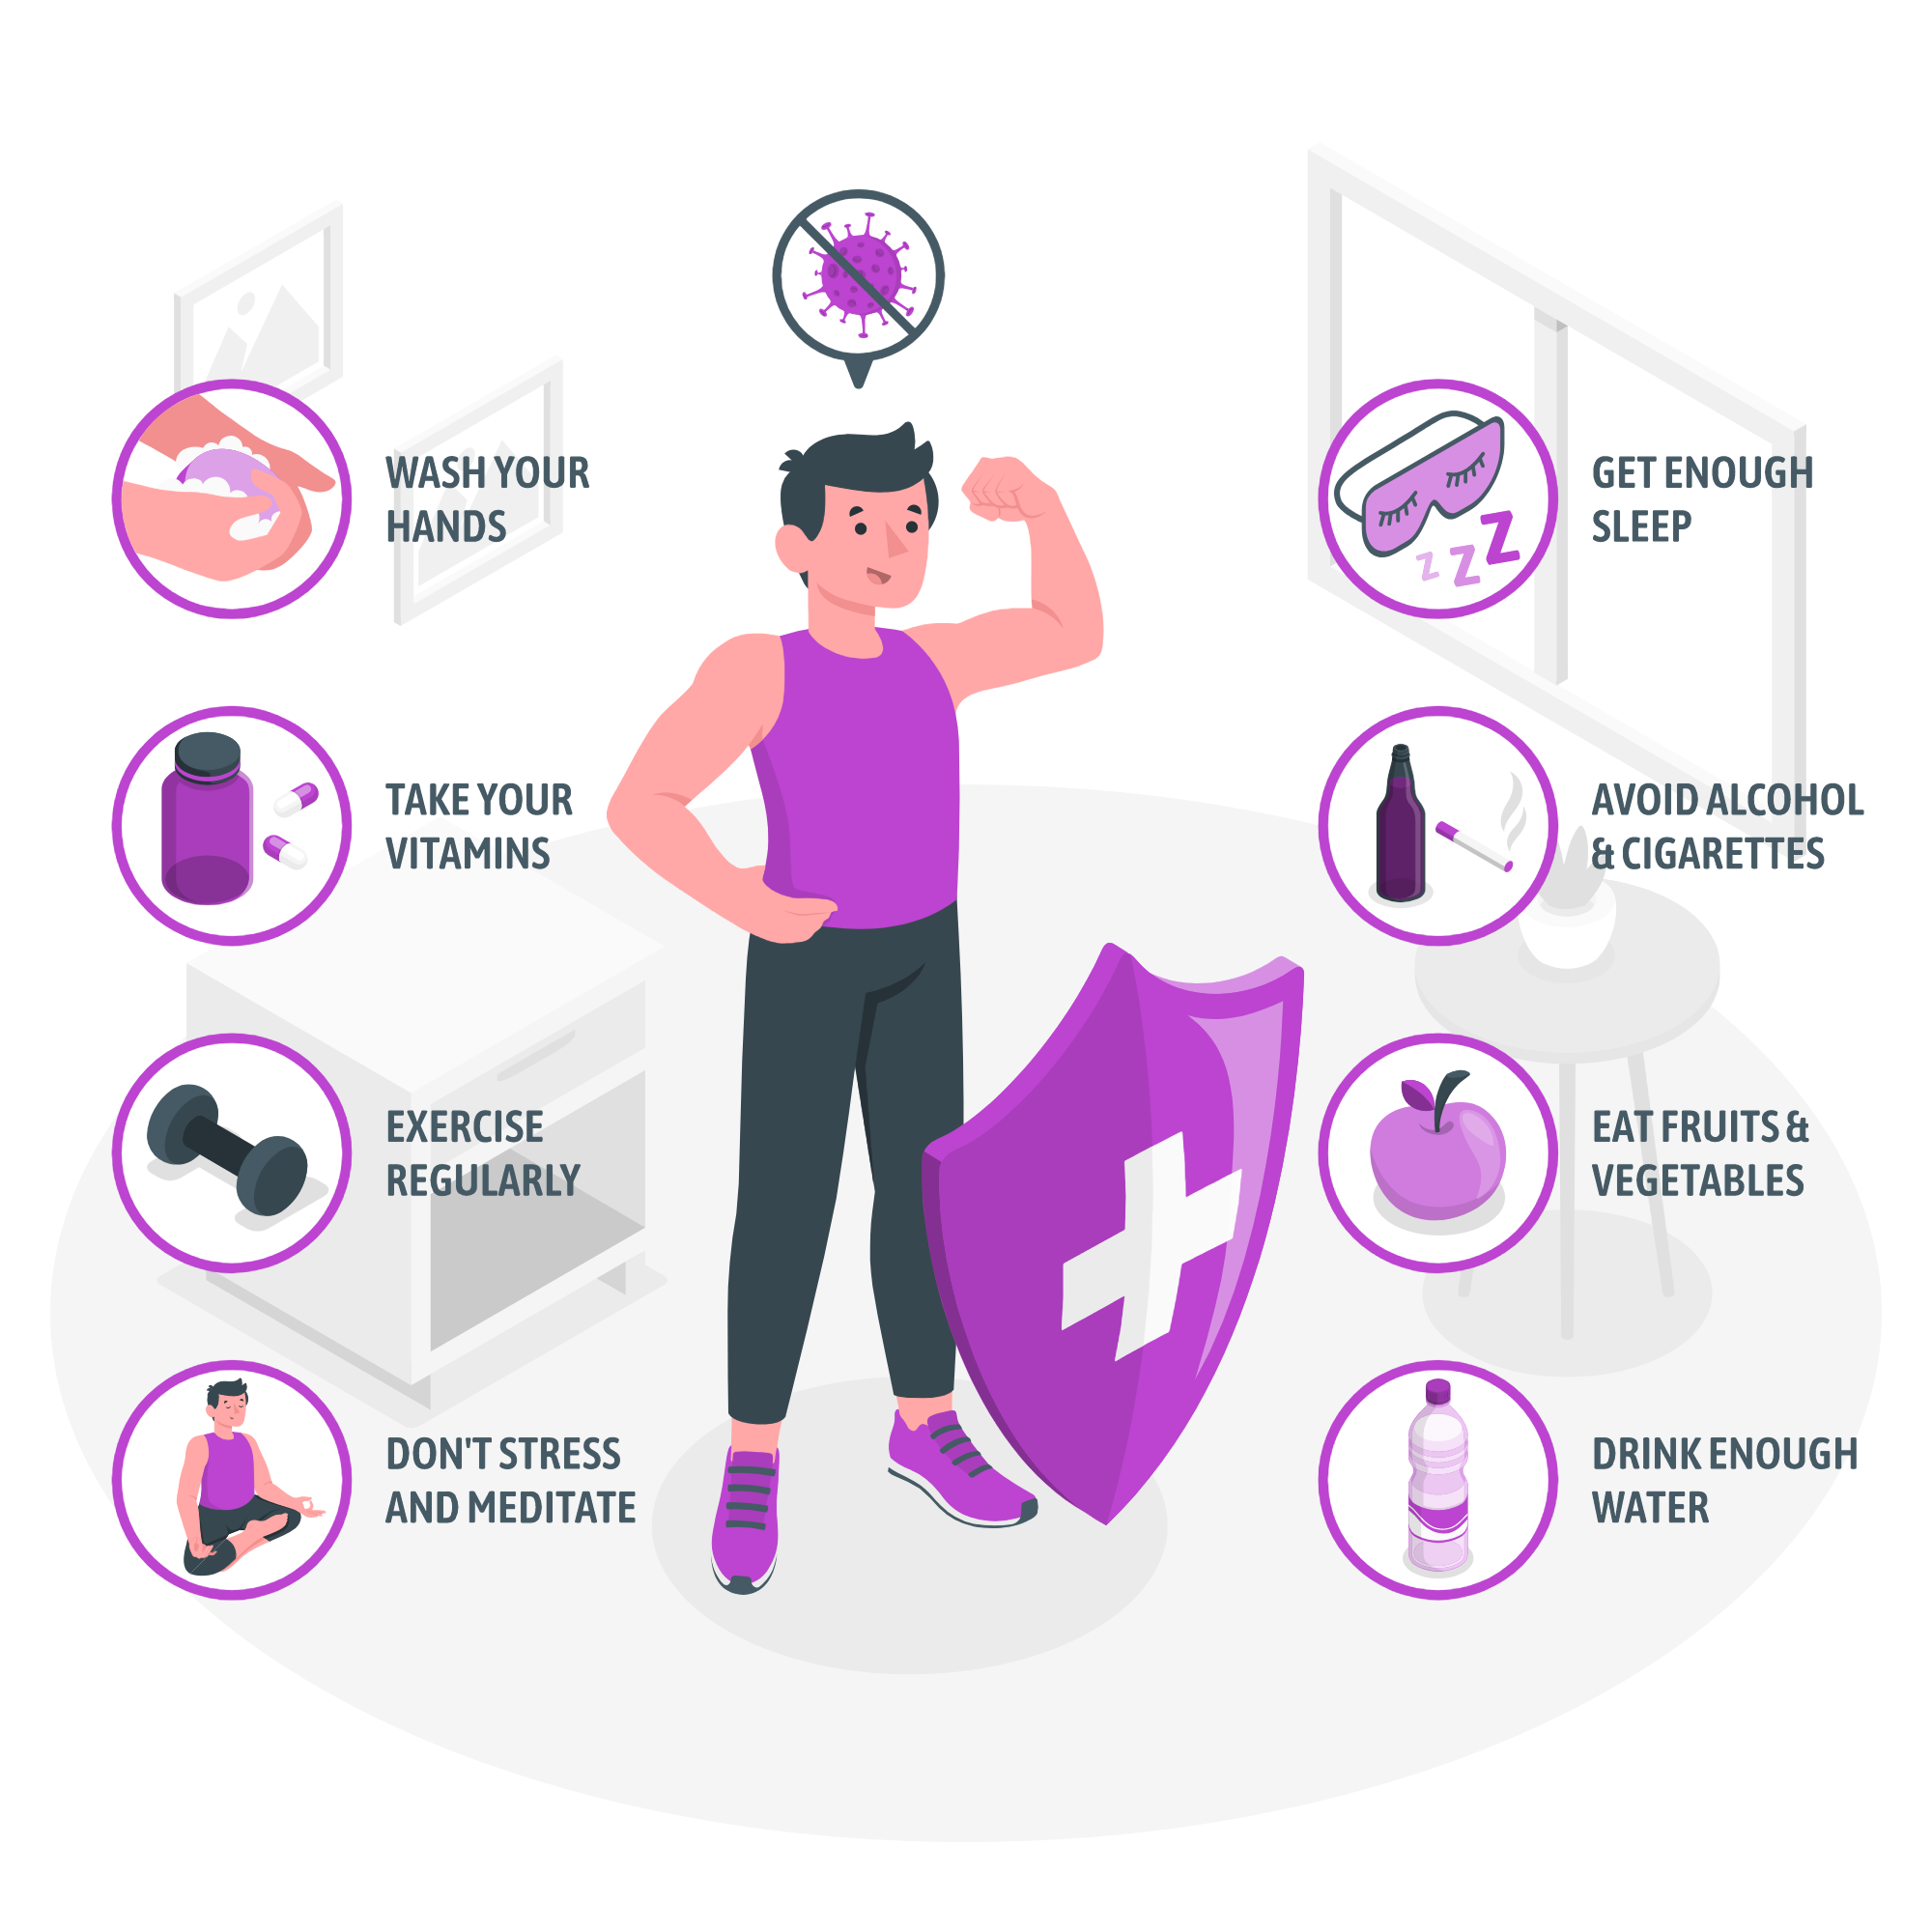 WASH YOUR
HANDS
TAKE YOUR
VITAMINS
EXERCISE
REGULARLY
DON'T STRESS
AND MEDITATE
GET ENOUGH
SLEEP
Z Z Z
AVOID ALCOHOL
& CIGARETTES
EAT FRUITS &
VEGETABLES
DRINK ENOUGH
WATER